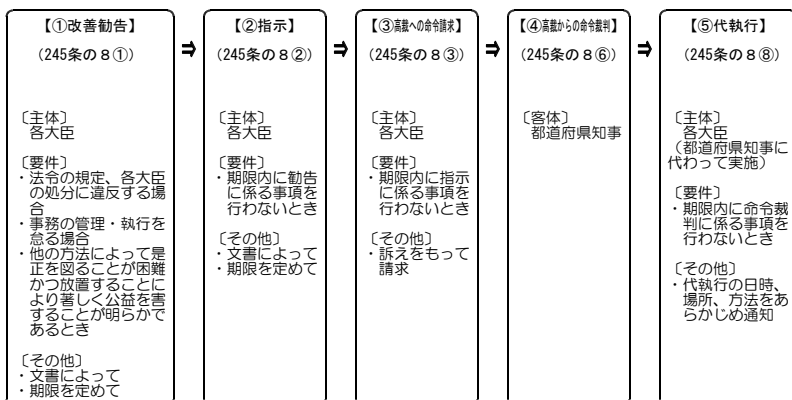 【①改善勧告】
（245条の８①）
〔主体〕
各大臣
〔要件〕
・法令の規定、各大臣
の処分に違反する場
合
・事務の管理・執行を
怠る場合
・他の方法によって是
正を図ることが困難
かつ放置することに
より著しく公益を害
することが明らかで
あるとき
〔その他〕
・文書によって
・期限を定めて
⇒
【②指示】
（245条の８②）
〔主体〕
各大臣
〔要件〕
・期限内に勧告
に係る事項を
行わないとき
〔その他〕
・文書によって
・期限を定めて
⇒
【③高裁への命令請求】
（245条の８③）
〔主体〕
各大臣
〔要件〕
・期限内に指示
に係る事項を
行わないとき
〔その他〕
・訴えをもって
請求
⇒
【④高裁からの命令裁判】
（245条の８⑥）
〔客体〕
都道府県知事
⇒
【⑤代執行】
（245条の８⑧）
〔主体〕
各大臣
（都道府県知事に
代わって実施）
〔要件〕
・期限内に命令裁
判に係る事項を
行わないとき
〔その他〕
・代執行の日時、
場所、方法をあ
らかじめ通知